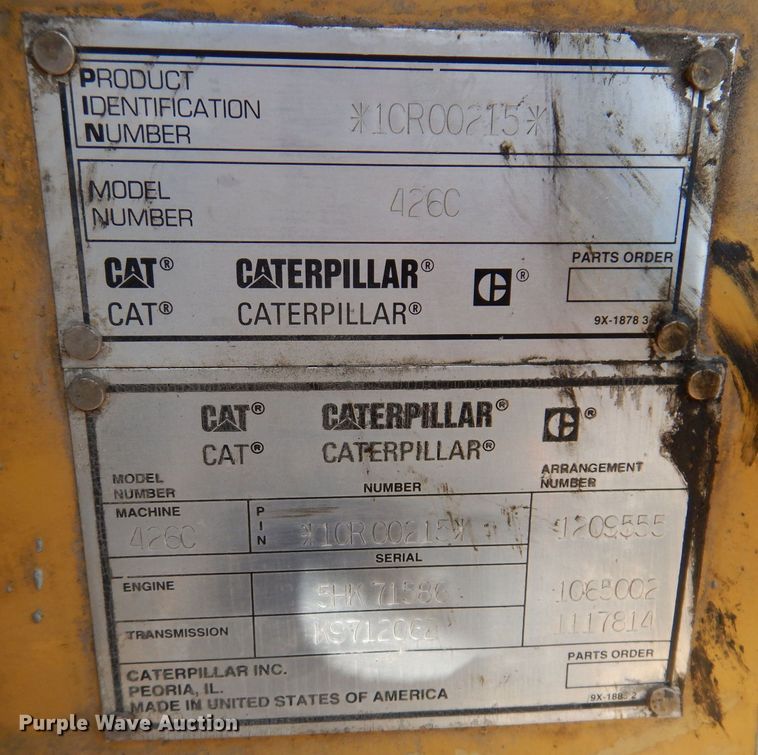 PRODUCT
IDENTIFICATION
NUMBER
*1CR00215*
MODEL
NUMBER
426C
CAT® CATERPILLAR® ®
CAT® CATERPILLAR®
PARTS ORDER
9X-1878 3
CAT® CATERPILLAR® ®
CAT® CATERPILLAR®
MODEL
NUMBER
NUMBER
ARRANGEMENT
NUMBER
MACHINE
426C
PIN
*1CR00215*
1209555
SERIAL
ENGINE
1065002
TRANSMISSION
1117814
CATERPILLAR INC.
PEORIA, IL.
MADE IN UNITED STATES OF AMERICA
PARTS ORDER
Purple Wave Auction